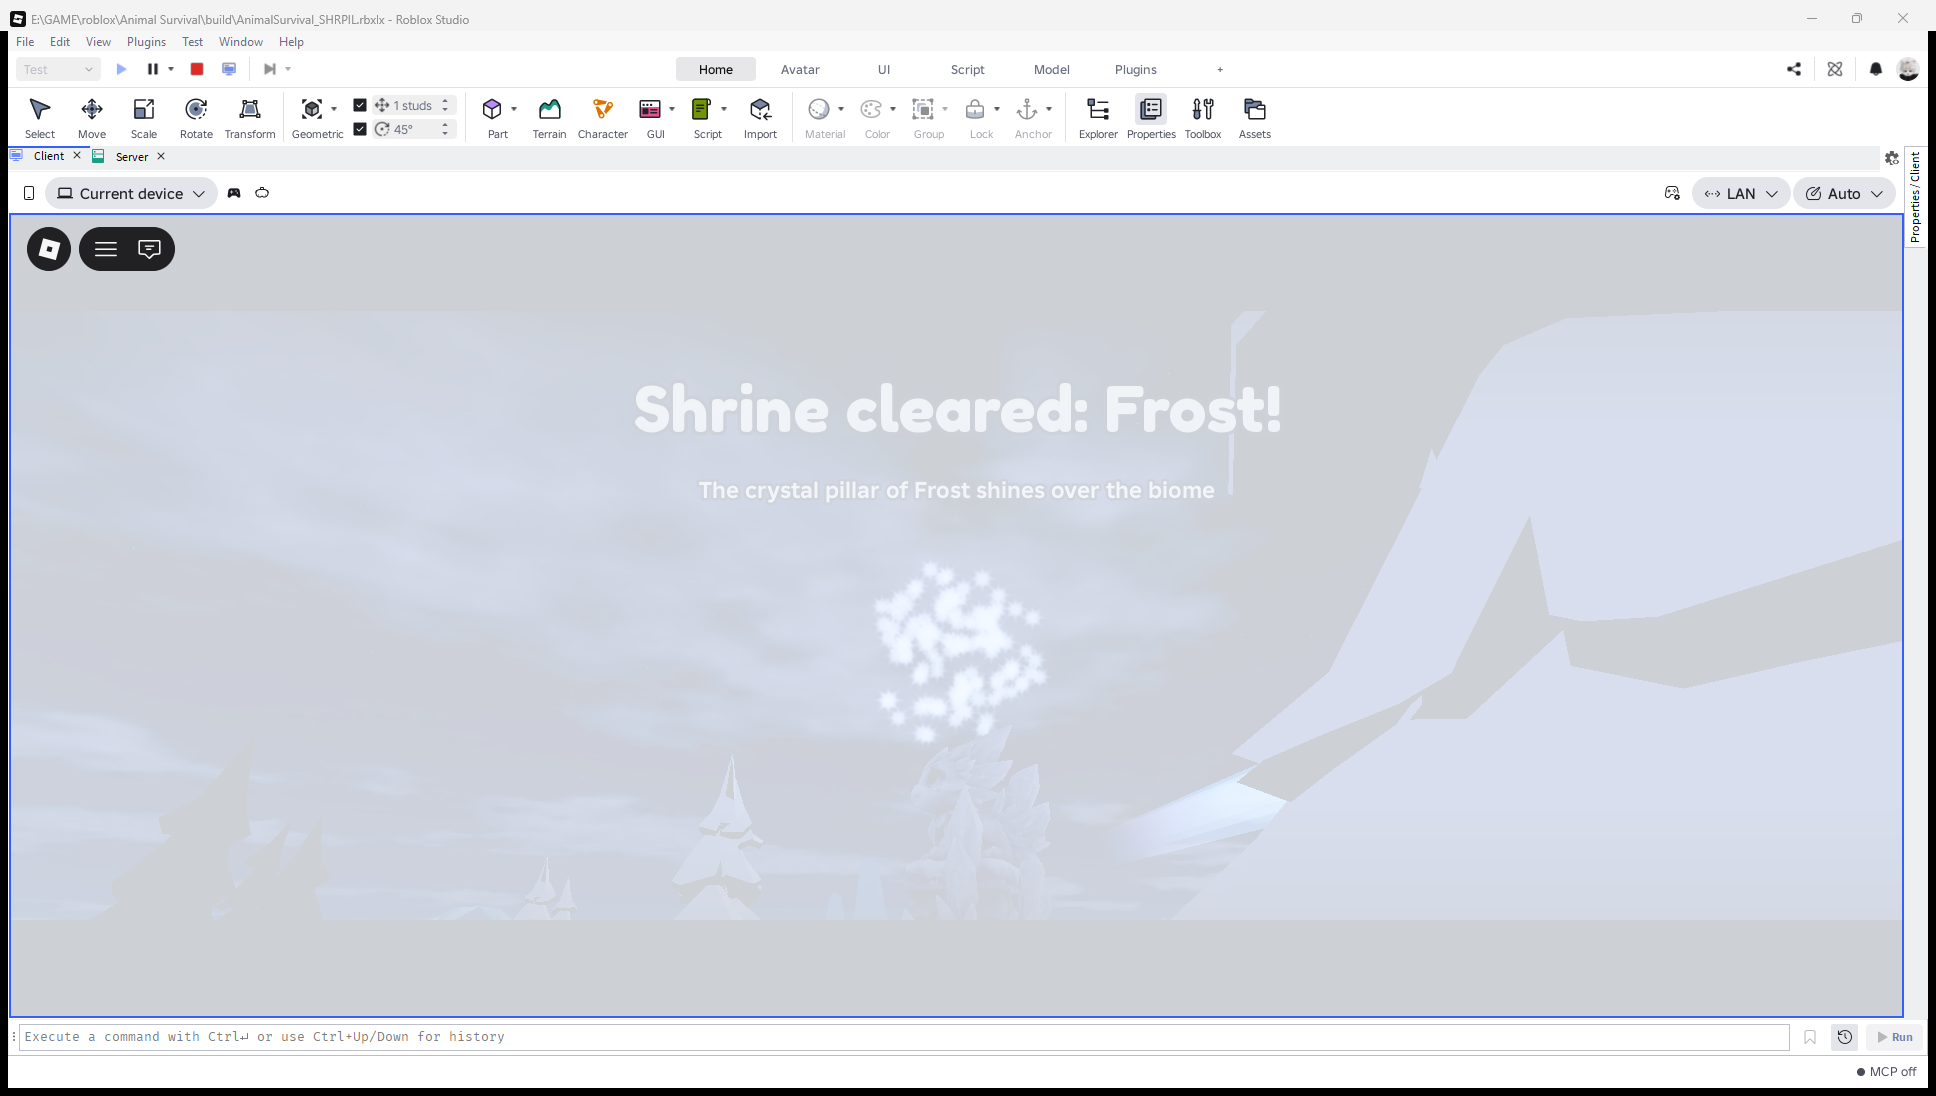 E:\GAME\roblox\Animal Survival\build\AnimalSurvival_SHRPIL.rbxlx - Roblox Studio
File Edit View Plugins Test Window Help
Test
Home Avatar UI Script Model Plugins +
1 studs
45°
Select Move Scale Rotate Transform Geometric Part Terrain Character GUI Script Import Material Color Group Lock Anchor Explorer Properties Toolbox Assets
Client Server
Properties / Client
Current device
LAN Auto
Shrine cleared: Frost!
The crystal pillar of Frost shines over the biome
Execute a command with Ctrl↵ or use Ctrl+Up/Down for history
Run
MCP off